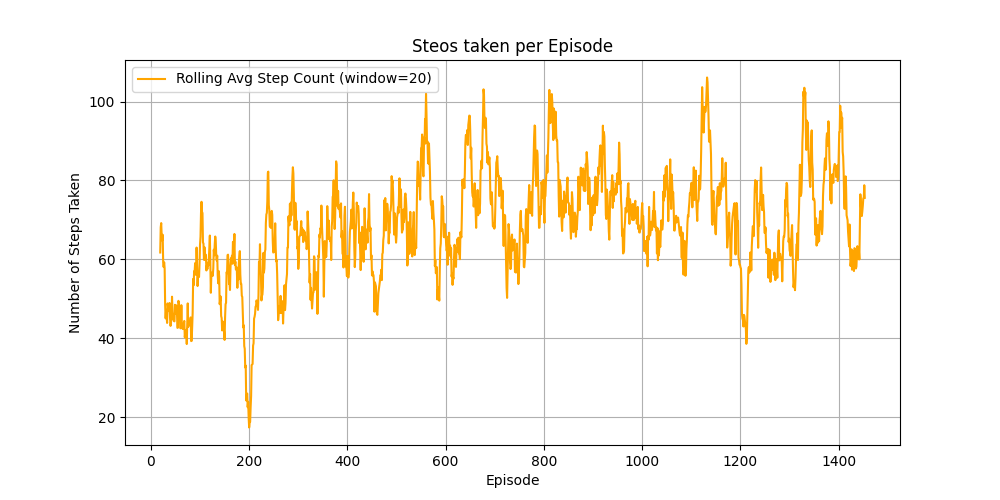 Steos taken per Episode
Rolling Avg Step Count (window=20)
Number of Steps Taken
100
80
60
40
20
0 200 400 600 800 1000 1200 1400
Episode